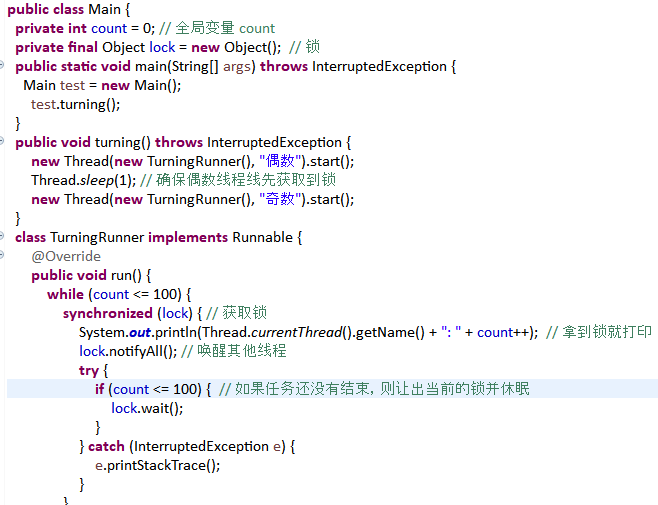 public class Main {
private int count = 0; // 全局变量 count
private final Object lock = new Object();  // 锁
public static void main(String[] args) throws InterruptedException {
Main test = new Main();
test.turning();
}
public void turning() throws InterruptedException {
new Thread(new TurningRunner(), "偶数").start();
Thread.sleep(1); // 确保偶数线程线先获取到锁
new Thread(new TurningRunner(), "奇数").start();
}
class TurningRunner implements Runnable {
@Override
public void run() {
while (count <= 100) {
synchronized (lock) { // 获取锁
System.out.println(Thread.currentThread().getName() + ": " + count++);  // 拿到锁就打印
lock.notifyAll(); // 唤醒其他线程
try {
if (count <= 100) {  // 如果任务还没有结束，则让出当前的锁并休眠
lock.wait();
}
} catch (InterruptedException e) {
e.printStackTrace();
}
}